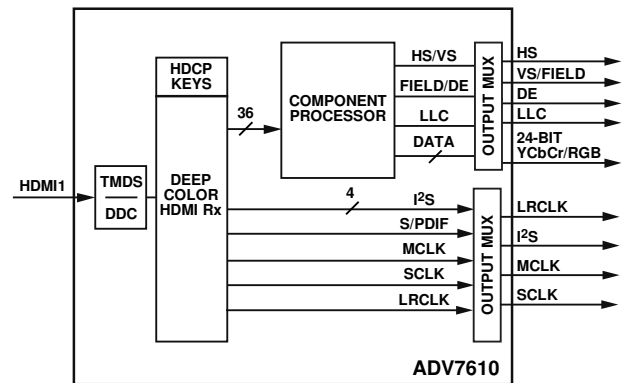 HDMI1
TMDS
DDC
HDCP
KEYS
DEEP
COLOR
HDMI Rx
36
COMPONENT
PROCESSOR
HS/VS
FIELD/DE
LLC
DATA
OUTPUT MUX
HS
VS/FIELD
DE
LLC
24-BIT
YCbCr/RGB
4
I²S
S/PDIF
MCLK
SCLK
LRCLK
OUTPUT MUX
LRCLK
I²S
MCLK
SCLK
ADV7610